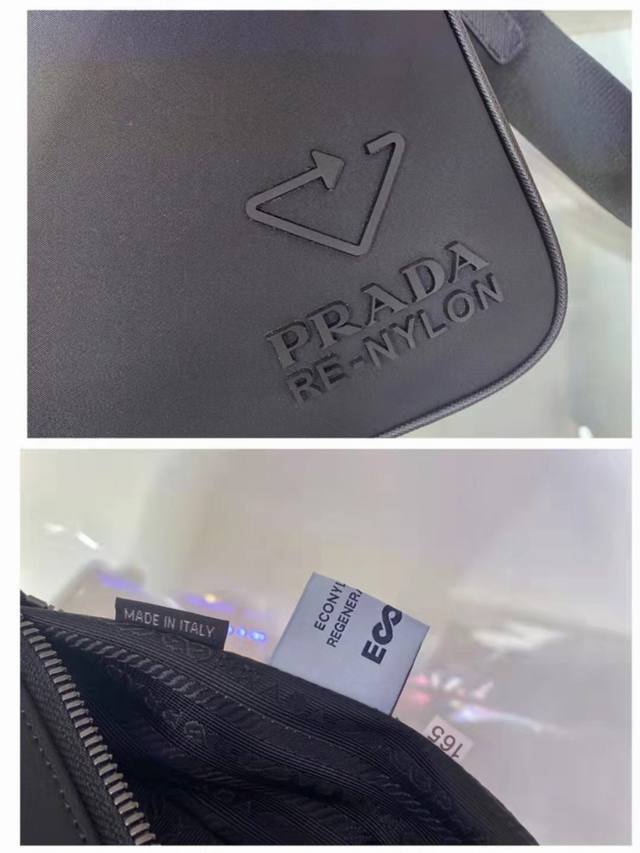 PRADA
RE-NYLON
MADE IN ITALY
ECONYL
REGENERA
165